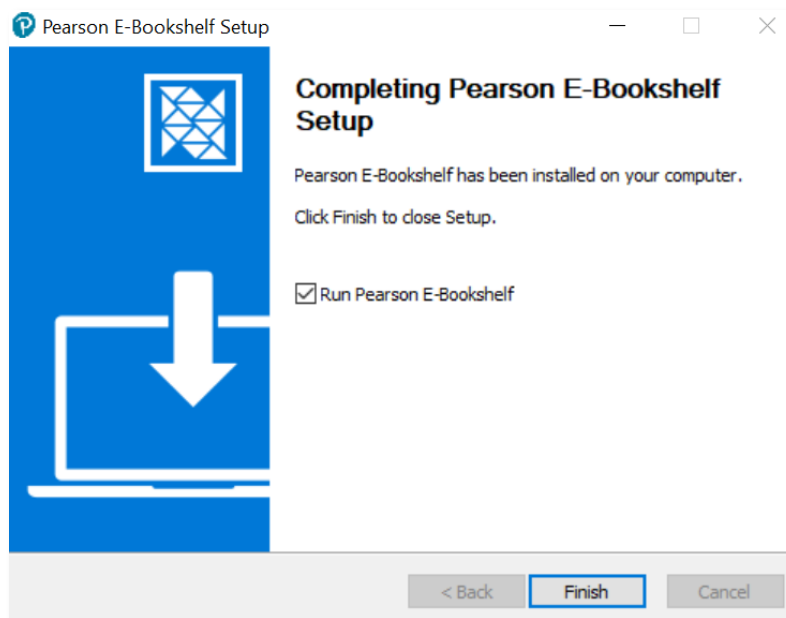 Pearson E-Bookshelf Setup
Completing Pearson E-Bookshelf
Setup
Pearson E-Bookshelf has been installed on your computer.
Click Finish to close Setup.
Run Pearson E-Bookshelf
< Back Finish Cancel